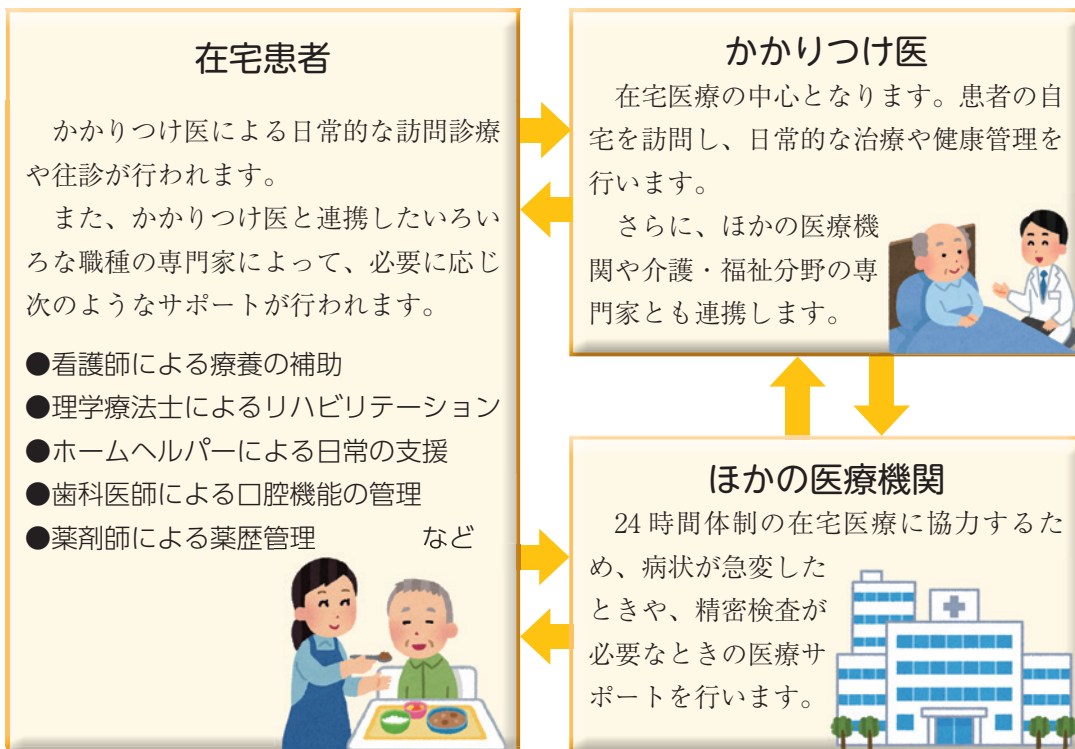 在宅患者
　かかりつけ医による日常的な訪問診療
や往診が行われます。
　また、かかりつけ医と連携したいろい
ろな職種の専門家によって、必要に応じ
次のようなサポートが行われます。
●看護師による療養の補助
●理学療法士によるリハビリテーション
●ホームヘルパーによる日常の支援
●歯科医師による口腔機能の管理
●薬剤師による薬歴管理　　　　など
かかりつけ医
　在宅医療の中心となります。患者の自
宅を訪問し、日常的な治療や健康管理を
行います。
　さらに、ほかの医療機
関や介護・福祉分野の専
門家とも連携します。
ほかの医療機関
　24時間体制の在宅医療に協力するた
め、病状が急変した
ときや、精密検査が
必要なときの医療サ
ポートを行います。